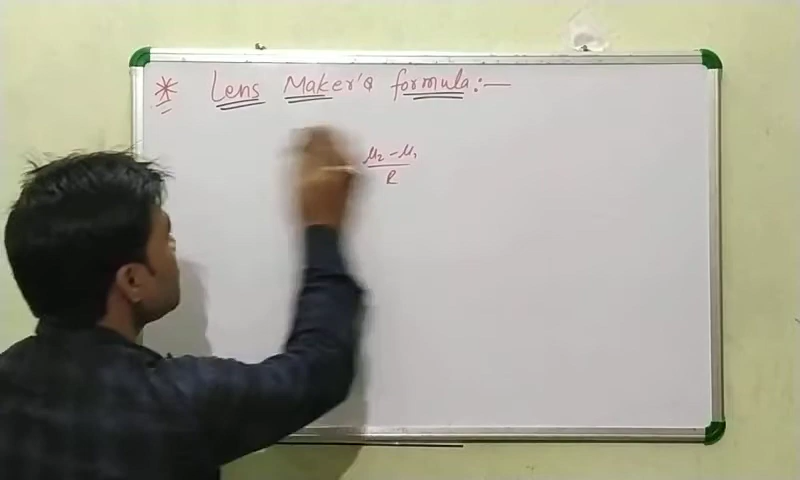 * Lens Maker's formula:—
μ₂ - μ₁
R